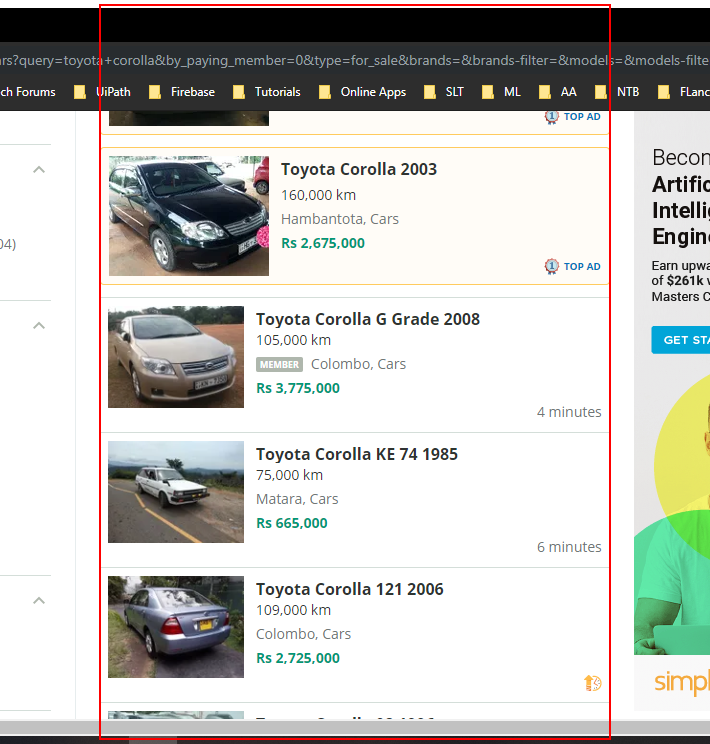 rs?query=toyota+corolla&by_paying_member=0&type=for_sale&brands=&brands-filter=&models=&models-filte
ch Forums UiPath Firebase Tutorials Online Apps SLT ML AA NTB FLanc
TOP AD
Toyota Corolla 2003
160,000 km
Hambantota, Cars
Rs 2,675,000
TOP AD
04)
Toyota Corolla G Grade 2008
105,000 km
MEMBER Colombo, Cars
Rs 3,775,000
4 minutes
Toyota Corolla KE 74 1985
75,000 km
Matara, Cars
Rs 665,000
6 minutes
Toyota Corolla 121 2006
109,000 km
Colombo, Cars
Rs 2,725,000
Becom
Artific
Intelli
Engine
Earn upwa
of $261k w
Masters C
GET STA
simpl